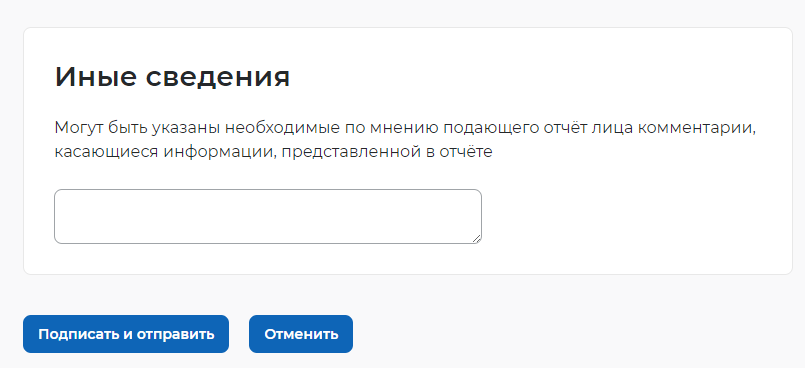 Иные сведения
Могут быть указаны необходимые по мнению подающего отчёт лица комментарии,
касающиеся информации, представленной в отчёте
Подписать и отправить
Отменить